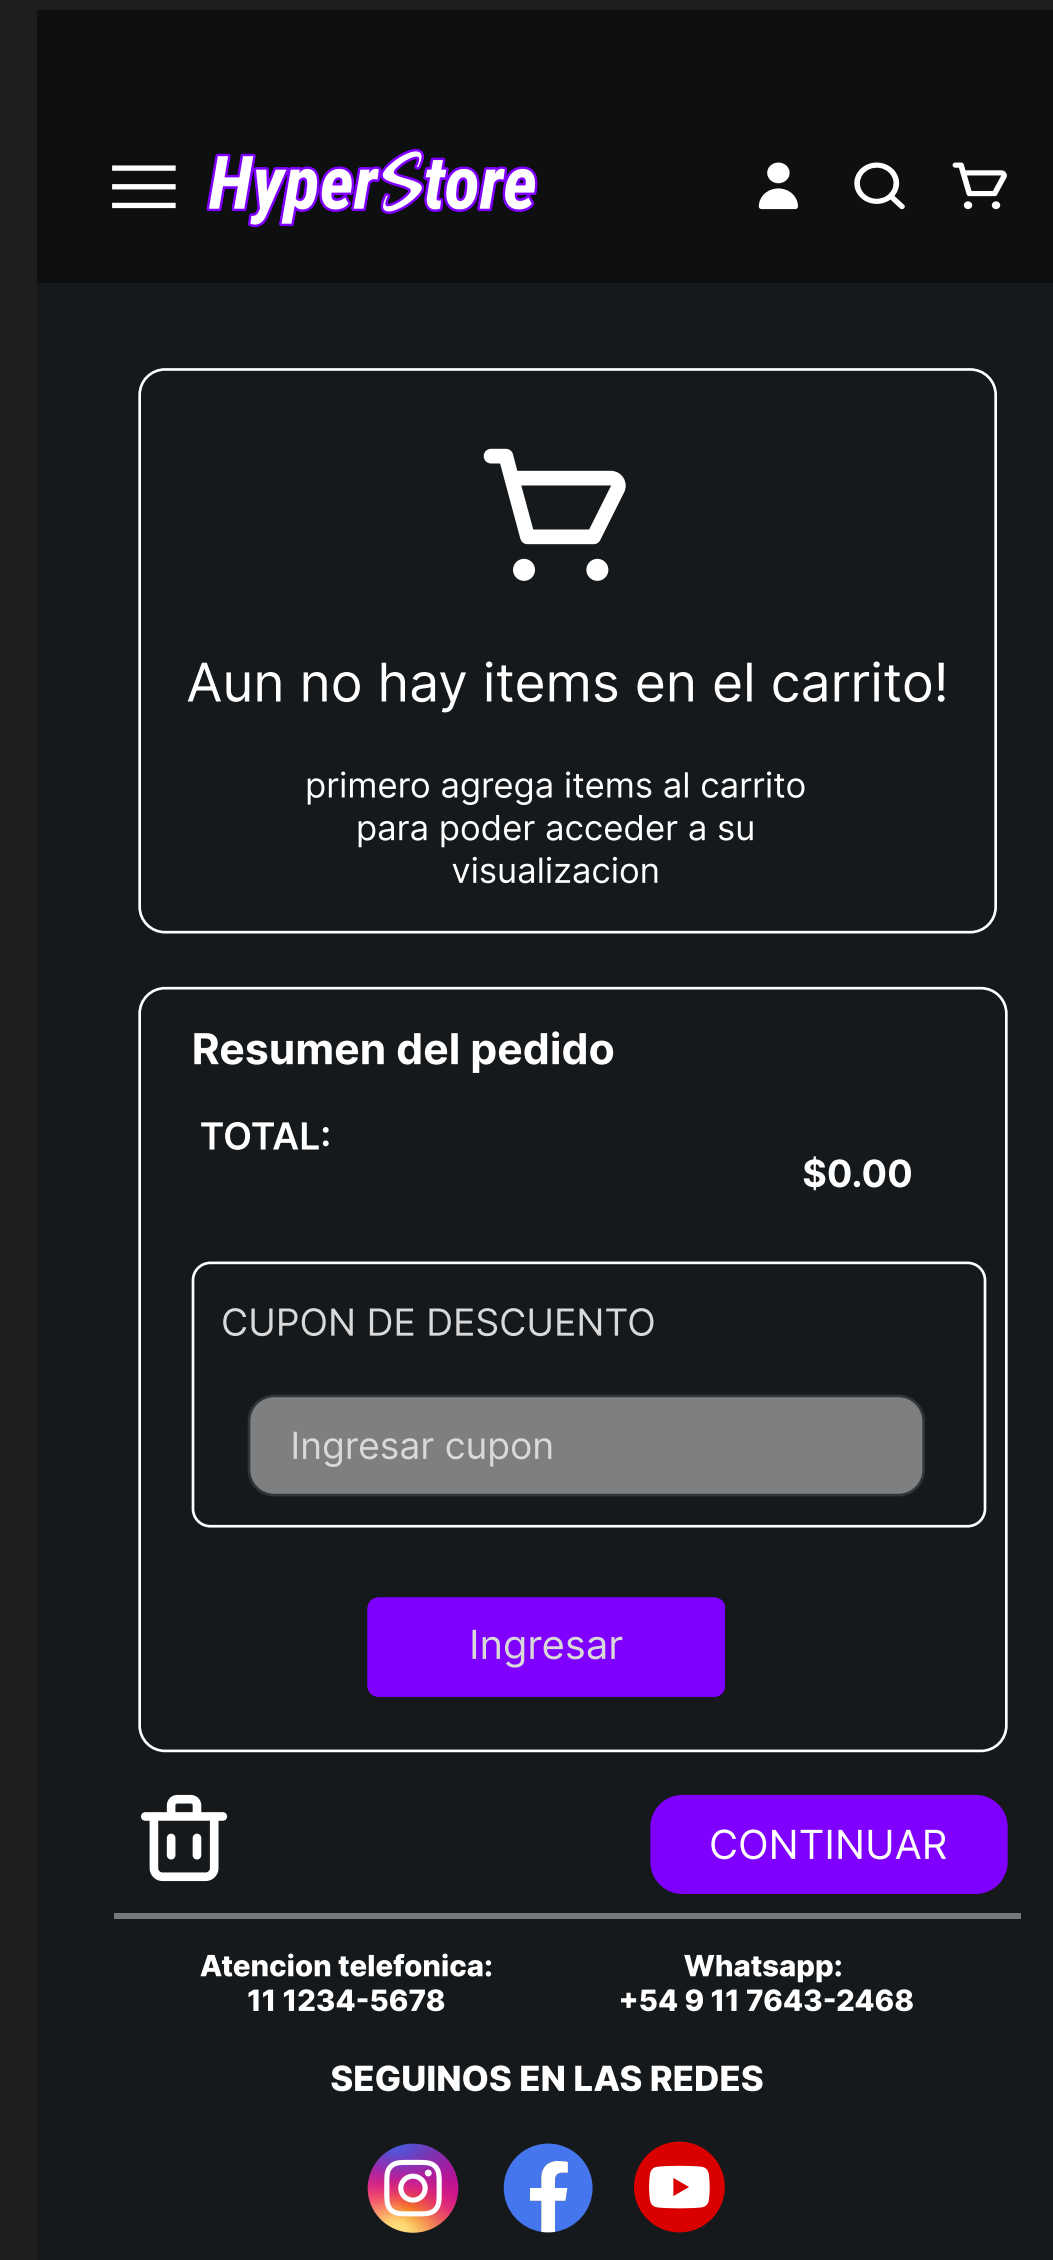 HyperStore
Aun no hay items en el carrito!
primero agrega items al carrito
para poder acceder a su
visualizacion
Resumen del pedido
TOTAL:
$0.00
CUPON DE DESCUENTO
Ingresar cupon
Ingresar
CONTINUAR
Atencion telefonica:
11 1234-5678
Whatsapp:
+54 9 11 7643-2468
SEGUINOS EN LAS REDES